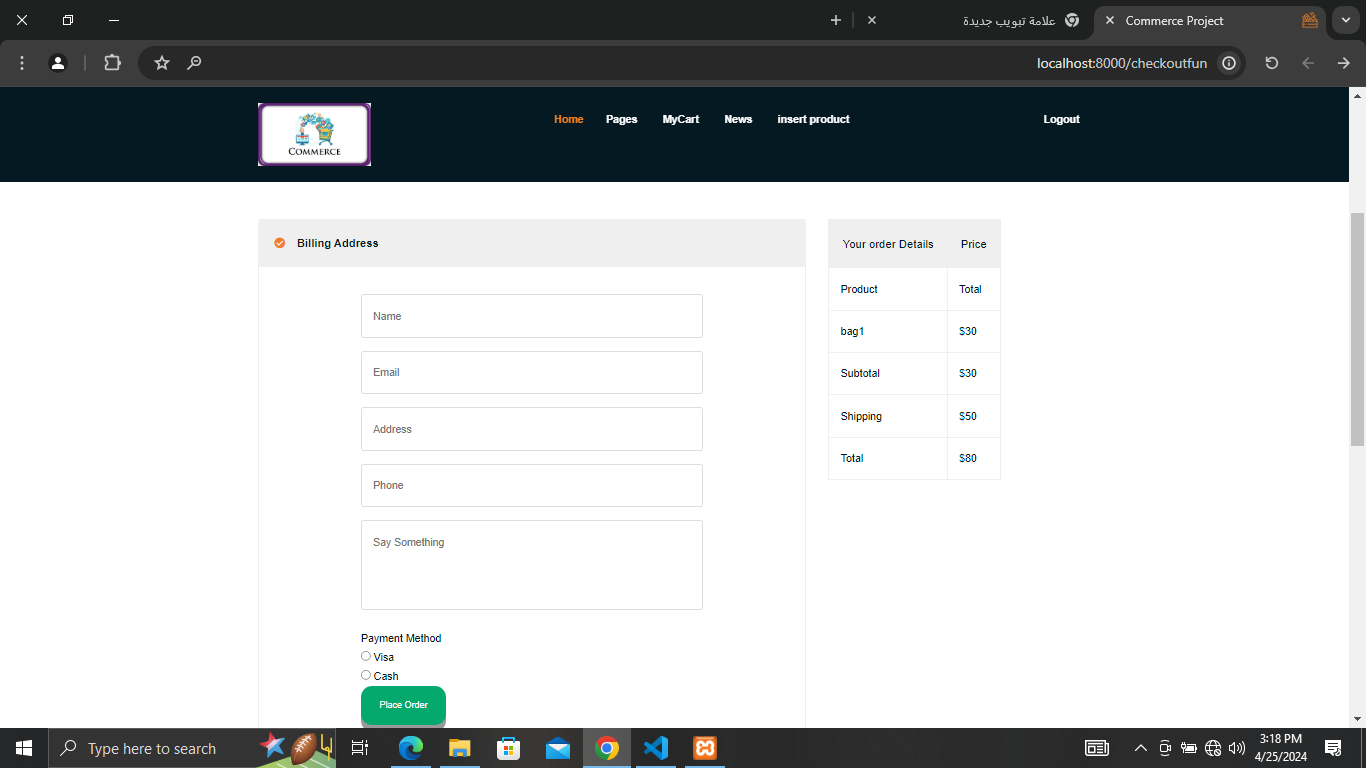 علامة تبويب جديدة
Commerce Project
localhost:8000/checkoutfun
COMMERCE
Home Pages MyCart News insert product Logout
Billing Address
Name
Email
Address
Phone
Say Something
Payment Method
Visa
Cash
Place Order
Your order Details Price
Product Total
bag1 $30
Subtotal $30
Shipping $50
Total $80
Type here to search
3:18 PM
4/25/2024